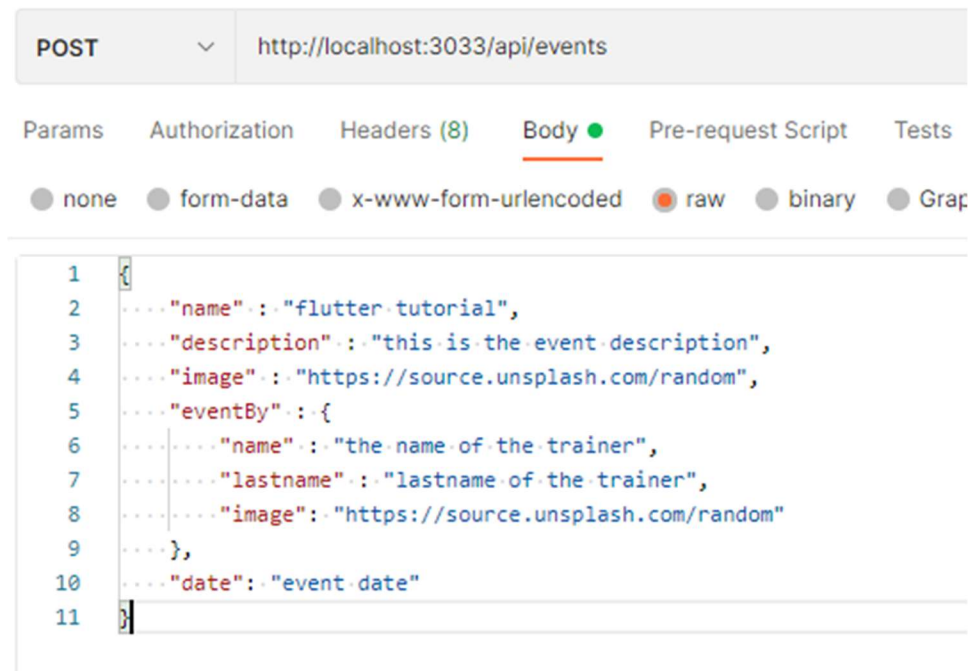 POST http://localhost:3033/api/events
Params Authorization Headers (8) Body Pre-request Script Tests
none form-data x-www-form-urlencoded raw binary
1 {
2 "name" : "flutter tutorial",
3 "description" : "this is the event description",
4 "image" : "https://source.unsplash.com/random",
5 "eventBy" : {
6 "name" : "the name of the trainer",
7 "lastname" : "lastname of the trainer",
8 "image": "https://source.unsplash.com/random"
9 },
10 "date": "event date"
11 }